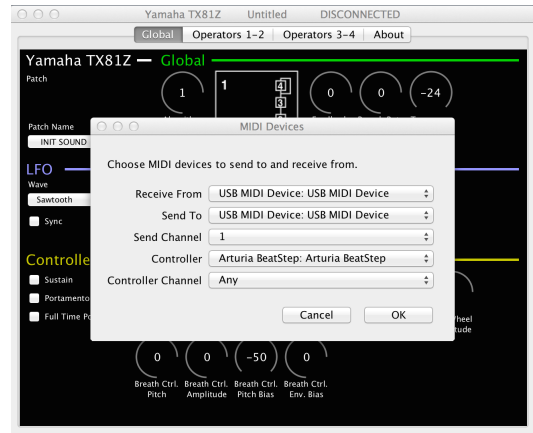 Yamaha TX81Z Untitled DISCONNECTED
Global Operators 1-2 Operators 3-4 About
Yamaha TX81Z — Global
Patch
1
1
4
3
0
0
-24
Patch Name
INIT SOUND
LFO
Wave
Sawtooth
Sync
Controlle
Sustain
Portamento
Full Time Po
MIDI Devices
Choose MIDI devices to send to and receive from.
Receive From USB MIDI Device: USB MIDI Device
Send To USB MIDI Device: USB MIDI Device
Send Channel 1
Controller Arturia BeatStep: Arturia BeatStep
Controller Channel Any
Cancel OK
0 0 -50 0
Breath Ctrl. Breath Ctrl. Breath Ctrl. Breath Ctrl.
Pitch Amplitude Pitch Bias Env. Bias